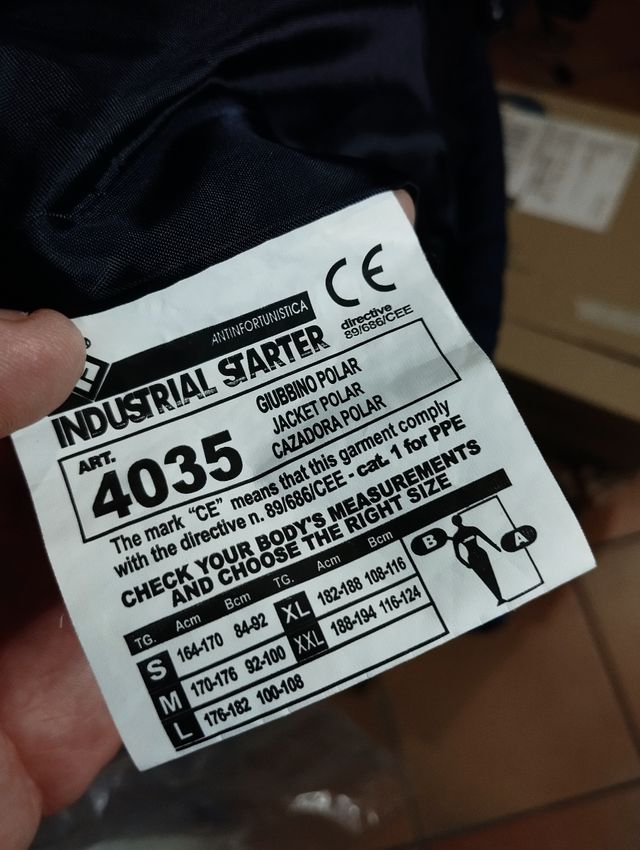 CE
directive
89/686/CEE
ANTINFORTUNISTICA
INDUSTRIAL STARTER
ART.
4035
GIUBBINO POLAR
JACKET POLAR
CAZADORA POLAR
The mark "CE" means that this garment comply
with the directive n. 89/686/CEE - cat. 1 for PPE
CHECK YOUR BODY'S MEASUREMENTS
AND CHOOSE THE RIGHT SIZE
TG. Acm Bcm TG. Acm Bcm
S 164-170 84-92 XL 182-188 108-116
M 170-176 92-100 XXL 188-194 116-124
L 176-182 100-108
B A